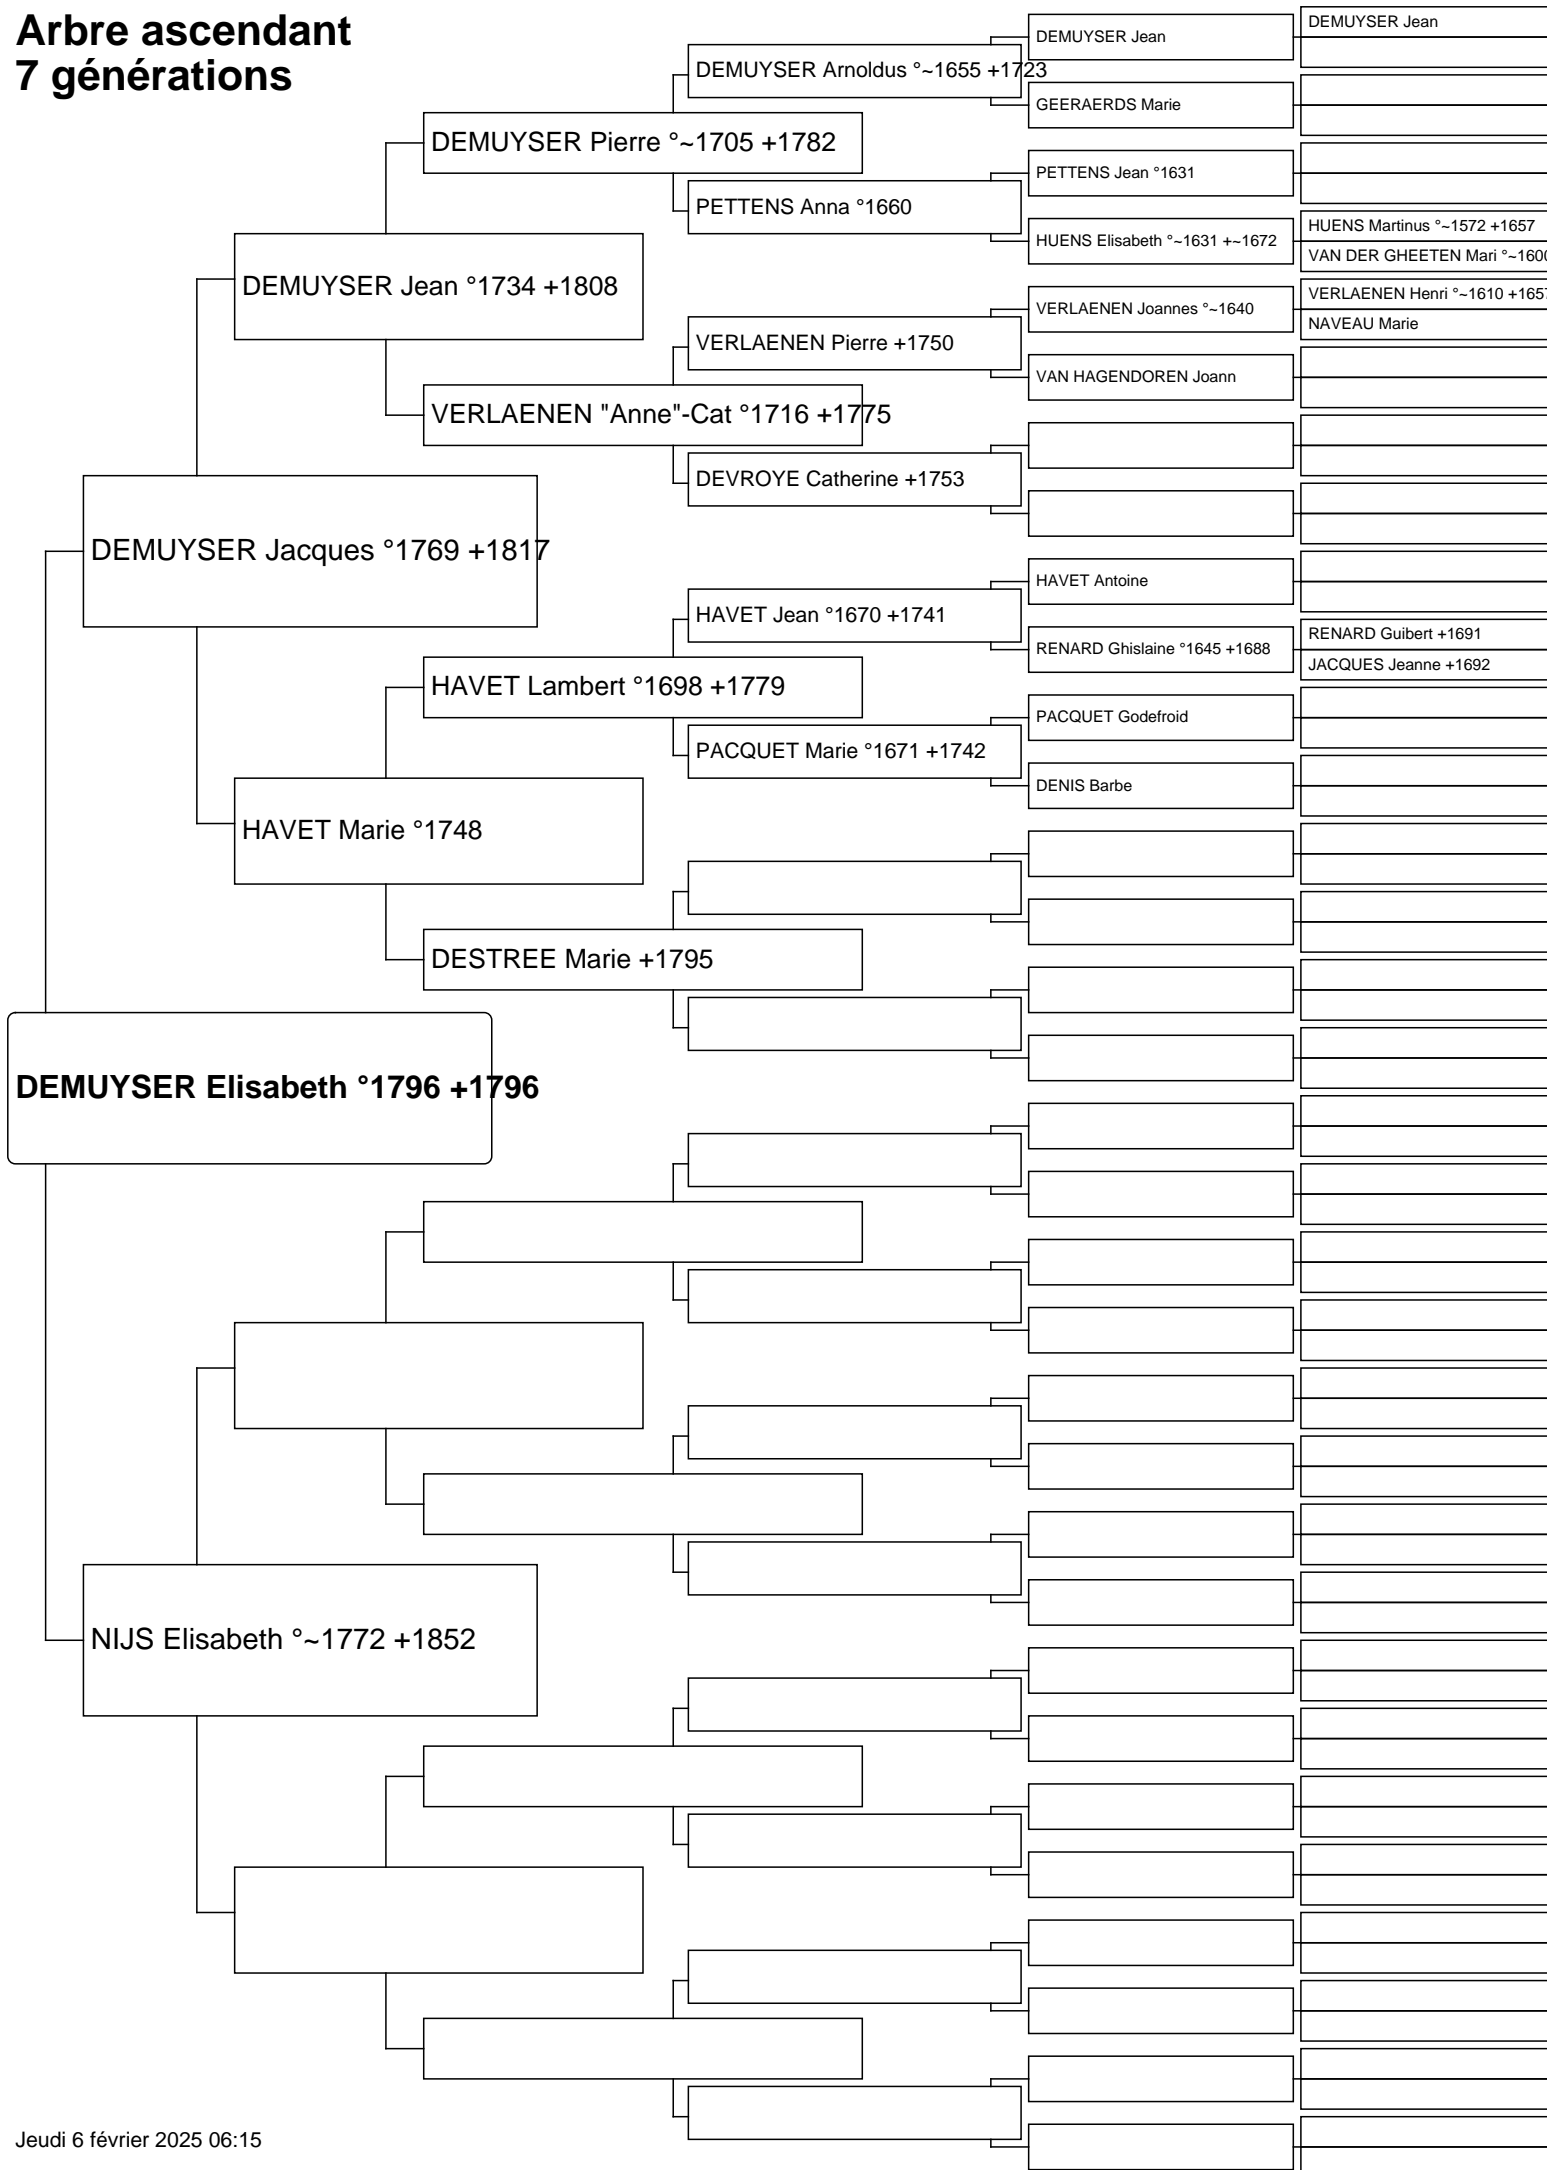 Arbre ascendant
7 générations
DEMUYSER Jean
DEMUYSER Jean
DEMUYSER Arnoldus °~1655 +1723
GEERAERDS Marie
DEMUYSER Pierre °~1705 +1782
PETTENS Jean °1631
PETTENS Anna °1660
HUENS Martinus °~1572 +1657
HUENS Elisabeth °~1631 +~1672
VAN DER GHEETEN Mari °~1600
DEMUYSER Jean °1734 +1808
VERLAENEN Henri °~1610 +1657
VERLAENEN Joannes °~1640
NAVEAU Marie
VERLAENEN Pierre +1750
VAN HAGENDOREN Joann
VERLAENEN "Anne"-Cat °1716 +1775
DEVROYE Catherine +1753
DEMUYSER Jacques °1769 +1817
HAVET Antoine
HAVET Jean °1670 +1741
RENARD Guibert +1691
RENARD Ghislaine °1645 +1688
JACQUES Jeanne +1692
HAVET Lambert °1698 +1779
PACQUET Godefroid
PACQUET Marie °1671 +1742
DENIS Barbe
HAVET Marie °1748
DESTREE Marie +1795
DEMUYSER Elisabeth °1796 +1796
NIJS Elisabeth °~1772 +1852
Jeudi 6 février 2025 06:15